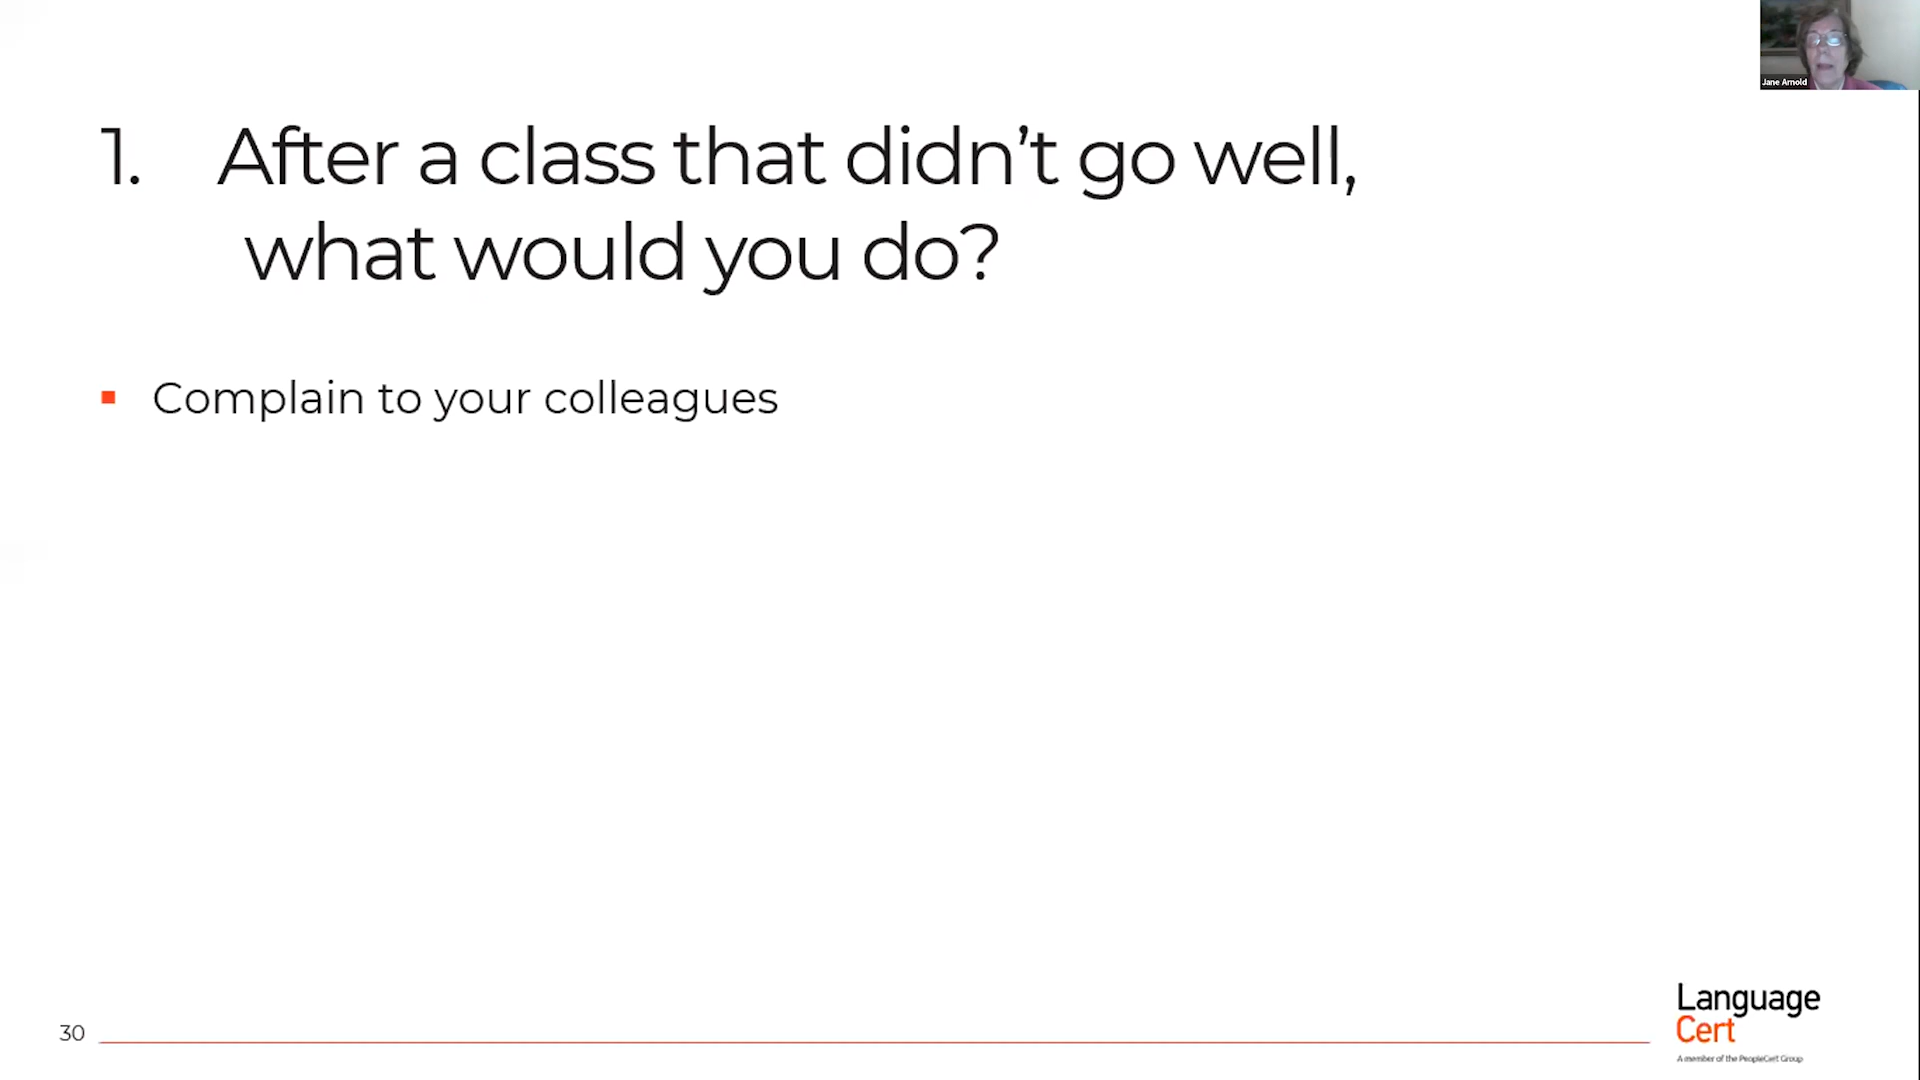 Jane Arnold
1. After a class that didn’t go well,
what would you do?
▪ Complain to your colleagues
30
Language
Cert
A member of the PeopleCert Group